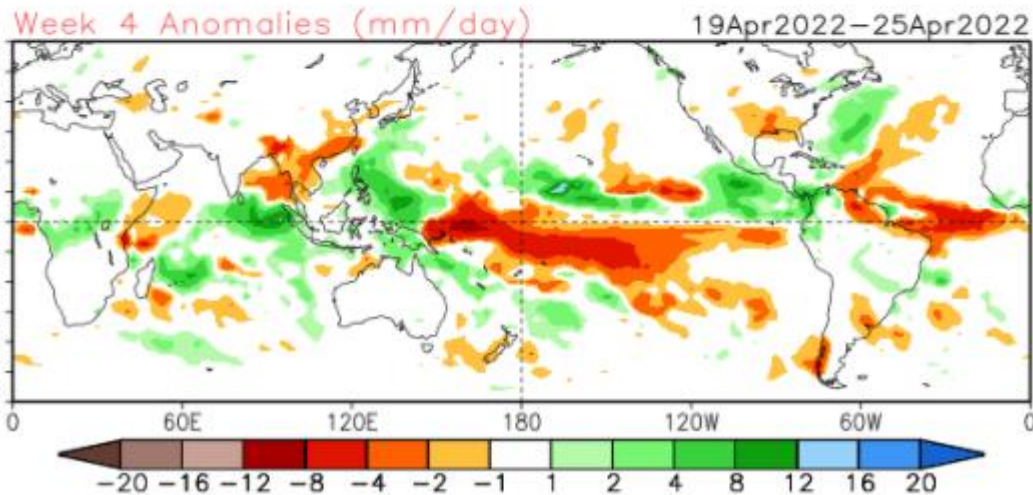 Week 4 Anomalies (mm/day) 19Apr2022-25Apr2022
0 60E 120E 180 120W 60W 0
-20 -16 -12 -8 -4 -2 -1 1 2 4 8 12 16 20